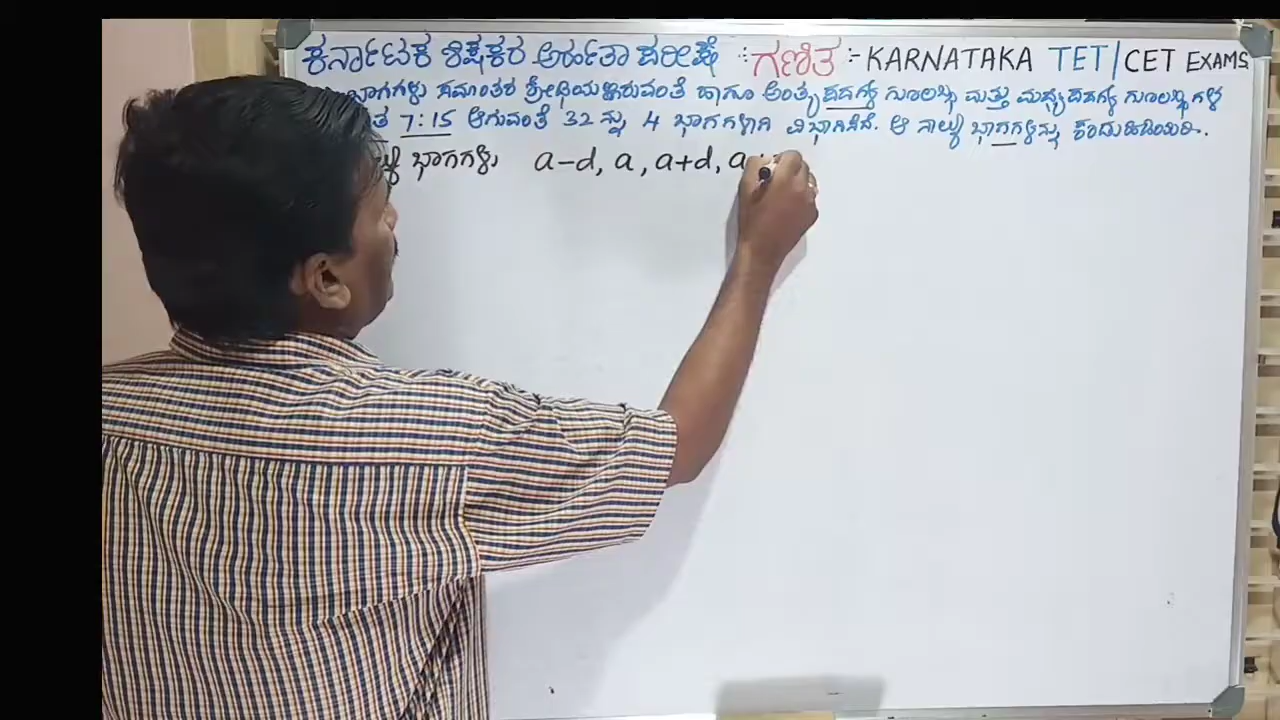 ಕರ್ನಾಟಕ ಶಿಕ್ಷಕರ ಅರ್ಹತಾ ಪರೀಕ್ಷೆ :- ಗಣಿತ :- KARNATAKA TET/CET EXAMS
ಭಾಗಗಳು ಸಮಾಂತರ ಶ್ರೇಢಿಯಲ್ಲಿರುವಂತೆ ಹಾಗೂ ಅಂತ್ಯಪದಗಳ ಗುಣಲಬ್ಧ ಮತ್ತು ಮಧ್ಯಪದಗಳ ಗುಣಲಬ್ಧಗಳ
7:15 ಆಗುವಂತೆ 32 ನ್ನು 4 ಭಾಗಗಳಾಗಿ ವಿಭಾಗಿಸಿದೆ. ಆ ನಾಲ್ಕು ಭಾಗಗಳನ್ನು ಕಂಡುಹಿಡಿಯಿರಿ.
ಭಾಗಗಳು a-d, a, a+d, a